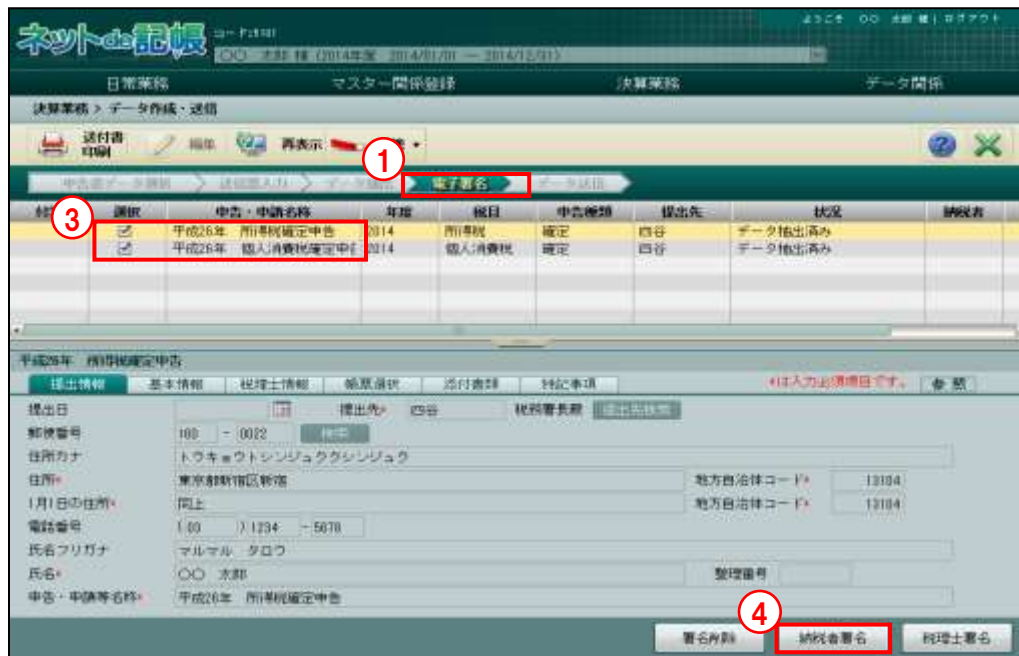 ネットde記帳
ようこそ 〇〇 太郎 様 | ログアウト
〇〇 太郎 様 (2014年度 2014/01/01 ― 2014/12/31)
日常業務 マスター関係登録 決算業務 データ関係
決算業務 > データ作成・送信
送付書印刷 編集 再表示
①
電子署名 データ送信
③
選択 申告・申請名称 年度 税目 申告種類 提出先 状況 納税者
平成26年 所得税確定申告 2014 所得税 確定 四谷 データ抽出済み
平成26年 個人消費税確定申告 2014 個人消費税 確定 四谷 データ抽出済み
平成26年 所得税確定申告
提出情報 基本情報 税理士情報 帳票選択 添付書類 特記事項 *は入力必須項目です。 参照
提出日 提出先* 四谷 税務署長殿 提出先検索
郵便番号 160 - 0022 検索
住所カナ トウキョウトシンジュククシンジュク
住所* 東京都新宿区新宿 地方自治体コード* 13104
1月1日の住所* 同上 地方自治体コード* 13104
電話番号 ( 03 ) 1234 - 5678
氏名フリガナ マルマル タロウ
氏名* 〇〇 太郎 整理番号
申告・申請等名称* 平成26年 所得税確定申告
④
署名削除 納税者署名 税理士署名